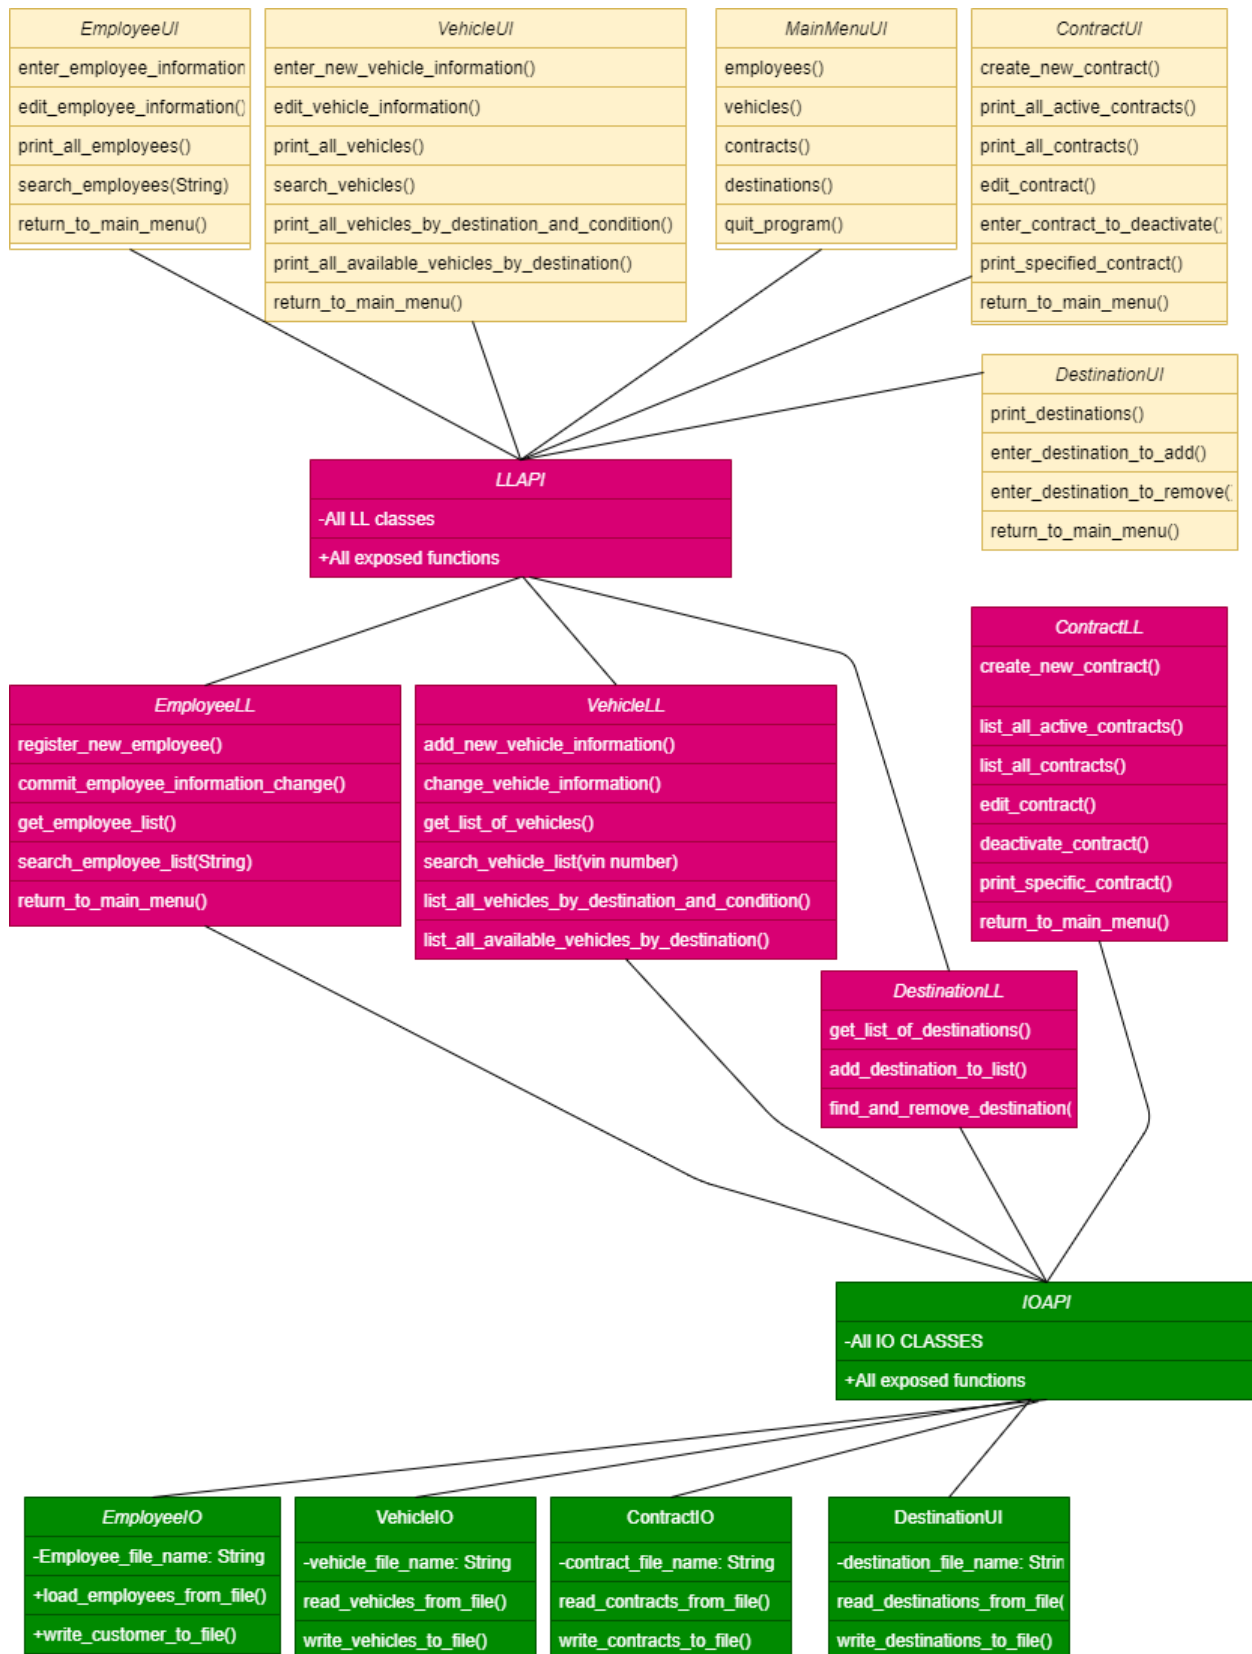 EmployeeUI
enter_employee_information
edit_employee_information()
print_all_employees()
search_employees(String)
return_to_main_menu()
VehicleUI
enter_new_vehicle_information()
edit_vehicle_information()
print_all_vehicles()
search_vehicles()
print_all_vehicles_by_destination_and_condition()
print_all_available_vehicles_by_destination()
return_to_main_menu()
MainMenuUI
employees()
vehicles()
contracts()
destinations()
quit_program()
ContractUI
create_new_contract()
print_all_active_contracts()
print_all_contracts()
edit_contract()
enter_contract_to_deactivate(
print_specified_contract()
return_to_main_menu()
DestinationUI
print_destinations()
enter_destination_to_add()
enter_destination_to_remove(
return_to_main_menu()
LLAPI
-All LL classes
+All exposed functions
EmployeeLL
register_new_employee()
commit_employee_information_change()
get_employee_list()
search_employee_list(String)
return_to_main_menu()
VehicleLL
add_new_vehicle_information()
change_vehicle_information()
get_list_of_vehicles()
search_vehicle_list(vin number)
list_all_vehicles_by_destination_and_condition()
list_all_available_vehicles_by_destination()
ContractLL
create_new_contract()
list_all_active_contracts()
list_all_contracts()
edit_contract()
deactivate_contract()
print_specific_contract()
return_to_main_menu()
DestinationLL
get_list_of_destinations()
add_destination_to_list()
find_and_remove_destination(
IOAPI
-All IO CLASSES
+All exposed functions
EmployeeIO
-Employee_file_name: String
+load_employees_from_file()
+write_customer_to_file()
VehicleIO
-vehicle_file_name: String
read_vehicles_from_file()
write_vehicles_to_file()
ContractIO
-contract_file_name: String
read_contracts_from_file()
write_contracts_to_file()
DestinationUI
-destination_file_name: Strin
read_destinations_from_file(
write_destinations_to_file()